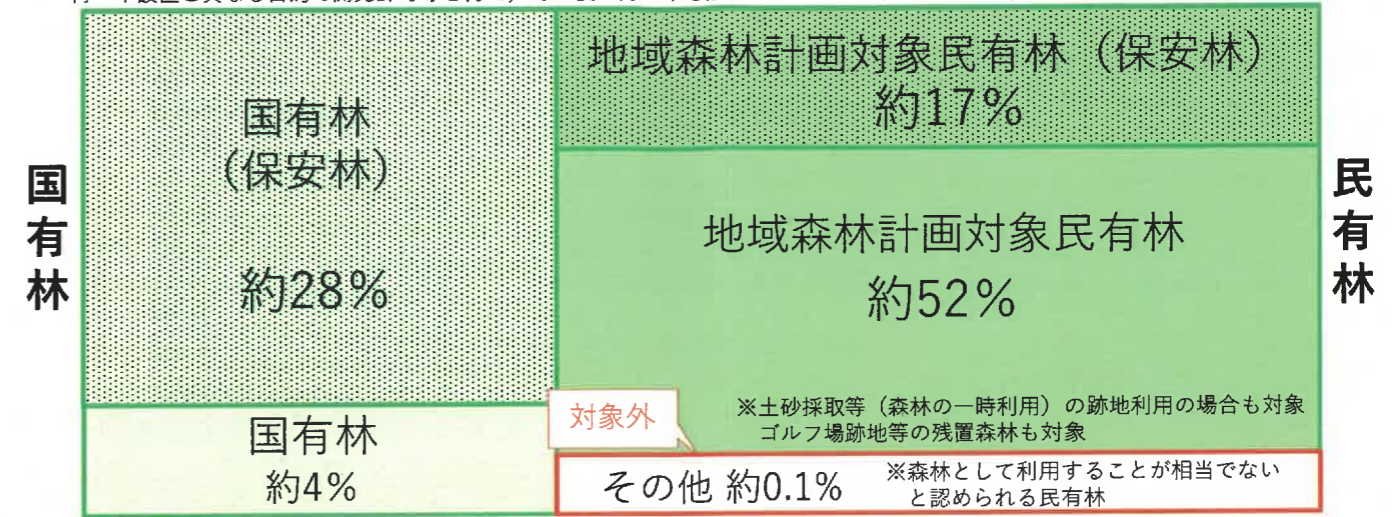 国有林
国有林
（保安林）
約28%
国有林
約4%
地域森林計画対象民有林（保安林）
約17%
地域森林計画対象民有林
約52%
※土砂採取等（森林の一時利用）の跡地利用の場合も対象
ゴルフ場跡地等の残置森林も対象
対象外
その他 約0.1%
※森林として利用することが相当でない
と認められる民有林
民有林